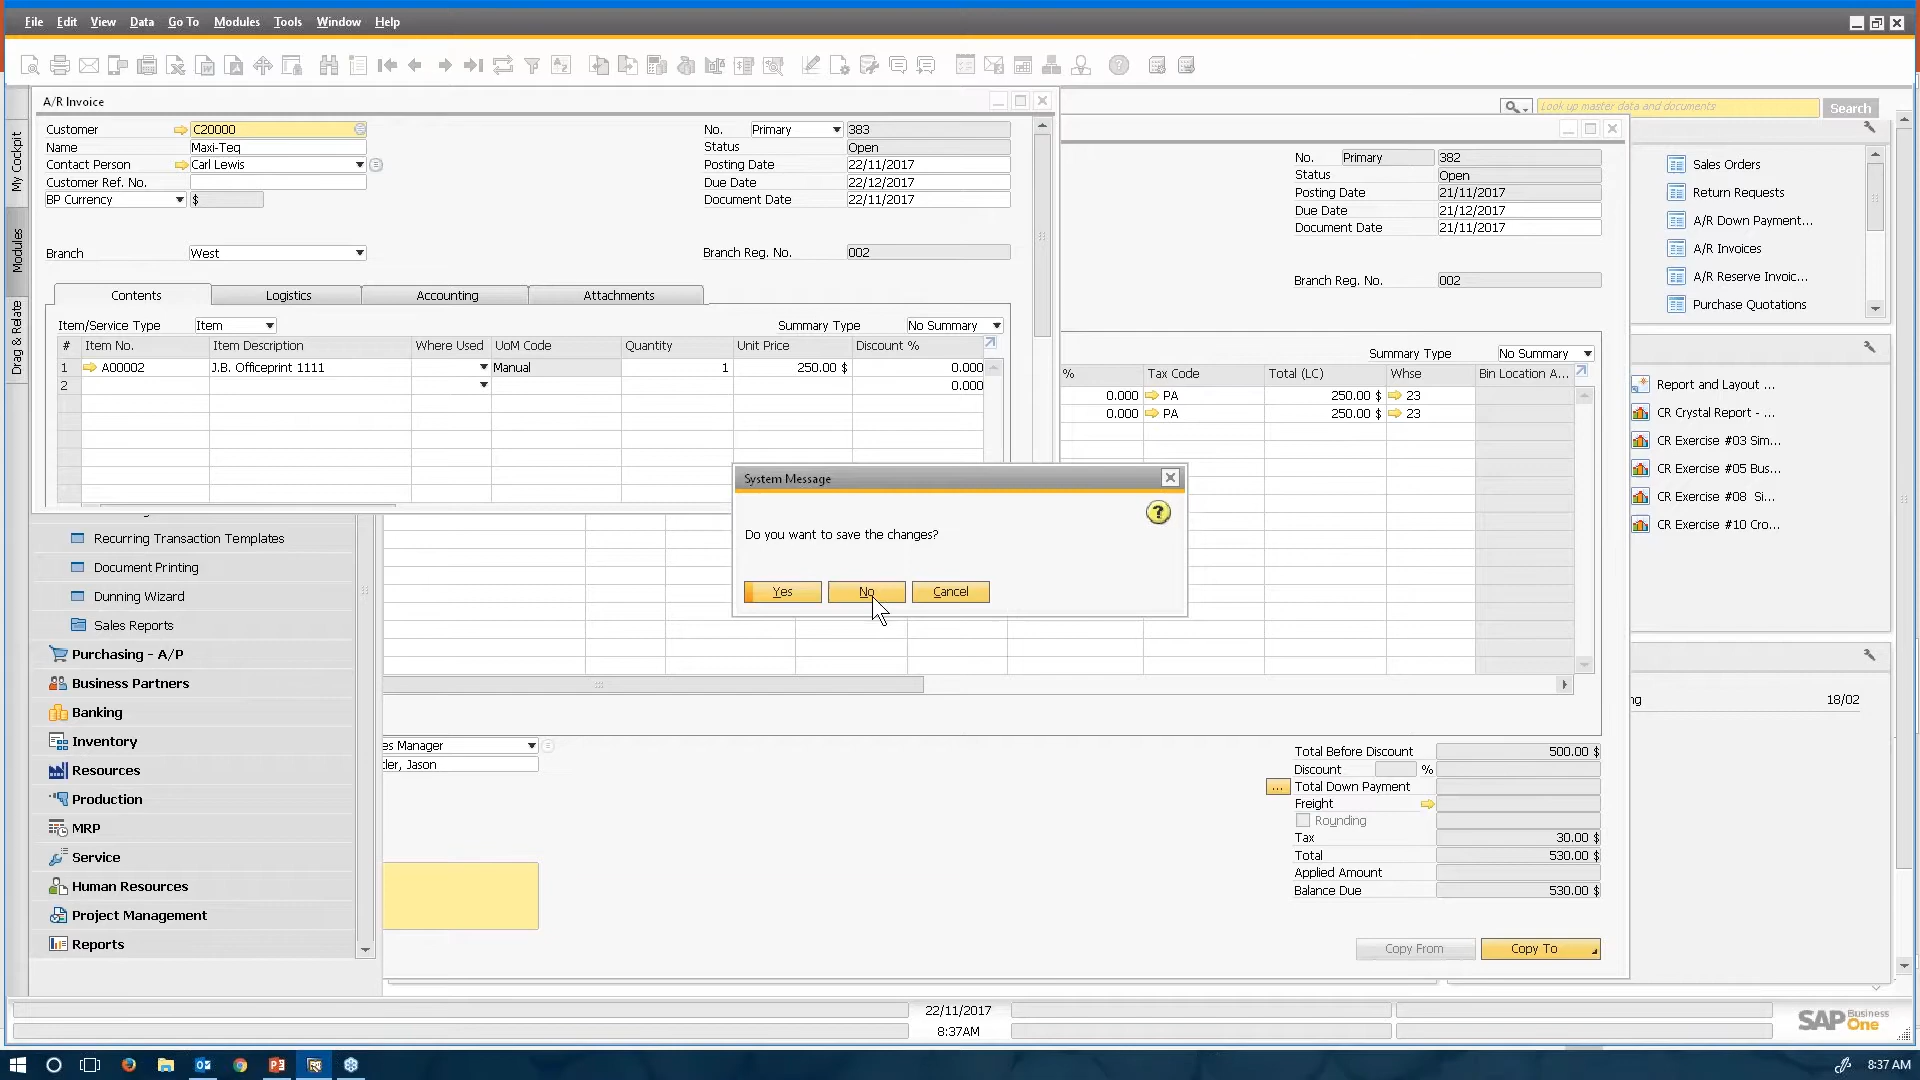 File Edit View Data Go To Modules Tools Window Help
A/R Invoice
Look up master data and documents Search
Customer C20000 No. Primary 383
Name Maxi-Teq Status Open
Contact Person Carl Lewis Posting Date 22/11/2017
Customer Ref. No. Due Date 22/12/2017
BP Currency $ Document Date 22/11/2017
Branch West Branch Reg. No. 002
Contents Logistics Accounting Attachments
Item/Service Type Item Summary Type No Summary
# Item No. Item Description Where Used UoM Code Quantity Unit Price Discount %
1 A00002 J.B. Officeprint 1111 Manual 1 250.00 $ 0.000
2 0.000
My Cockpit
Modules
Drag & Relate
No. Primary 382
Status Open
Posting Date 21/11/2017
Due Date 21/12/2017
Document Date 21/11/2017
Branch Reg. No. 002
Summary Type No Summary
% Tax Code Total (LC) Whse Bin Location A...
0.000 PA 250.00 $ 23
0.000 PA 250.00 $ 23
System Message
Do you want to save the changes?
Yes No Cancel
Recurring Transaction Templates
Document Printing
Dunning Wizard
Sales Reports
Purchasing - A/P
Business Partners
Banking
Inventory
Resources
Production
MRP
Service
Human Resources
Project Management
Reports
es Manager
ler, Jason
Total Before Discount 500.00 $
Discount %
... Total Down Payment
Freight
Rounding
Tax 30.00 $
Total 530.00 $
Applied Amount
Balance Due 530.00 $
Copy From Copy To
Sales Orders
Return Requests
A/R Down Payment...
A/R Invoices
A/R Reserve Invoic...
Purchase Quotations
Report and Layout ...
CR Crystal Report - ...
CR Exercise #03 Sim...
CR Exercise #05 Bus...
CR Exercise #08 Si...
CR Exercise #10 Cro...
ng 18/02
22/11/2017
8:37AM
SAP Business One
8:37 AM